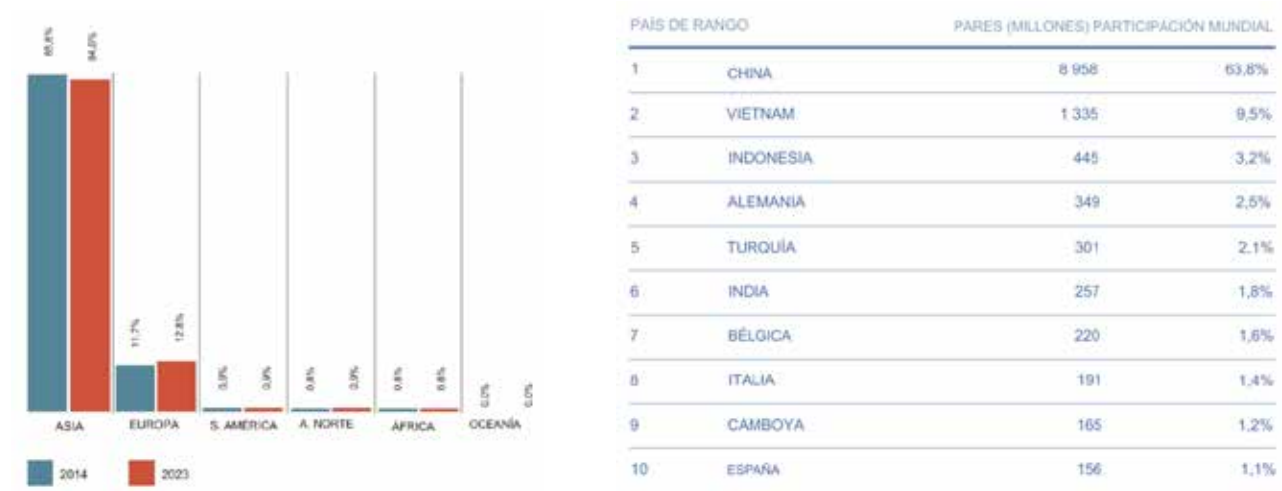 85,8%
84,0%
11,7%
12,8%
0,9%
0,9%
0,8%
0,9%
0,8%
0,8%
0,0%
0,0%
ASIA EUROPA S. AMÉRICA A. NORTE ÁFRICA OCEANÍA
2014 2023
PAÍS DE RANGO PARES (MILLONES) PARTICIPACIÓN MUNDIAL
1 CHINA 8 958 63,8%
2 VIETNAM 1 335 9,5%
3 INDONESIA 445 3,2%
4 ALEMANIA 349 2,5%
5 TURQUÍA 301 2,1%
6 INDIA 257 1,8%
7 BÉLGICA 220 1,6%
8 ITALIA 191 1,4%
9 CAMBOYA 165 1,2%
10 ESPAÑA 156 1,1%